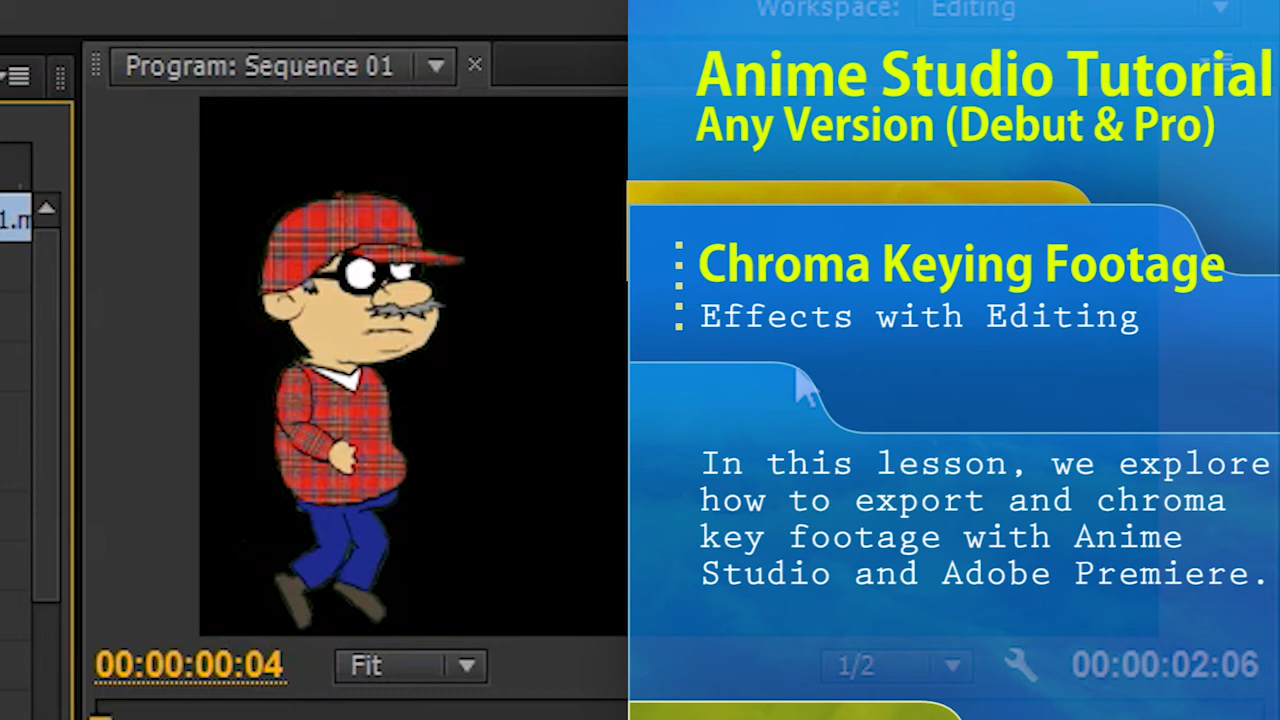 Workspace: Editing
Program: Sequence 01
Anime Studio Tutorial
Any Version (Debut & Pro)
1.m
Chroma Keying Footage
Effects with Editing
In this lesson, we explore
how to export and chroma
key footage with Anime
Studio and Adobe Premiere.
00:00:00:04
Fit
1/2
00:00:02:06